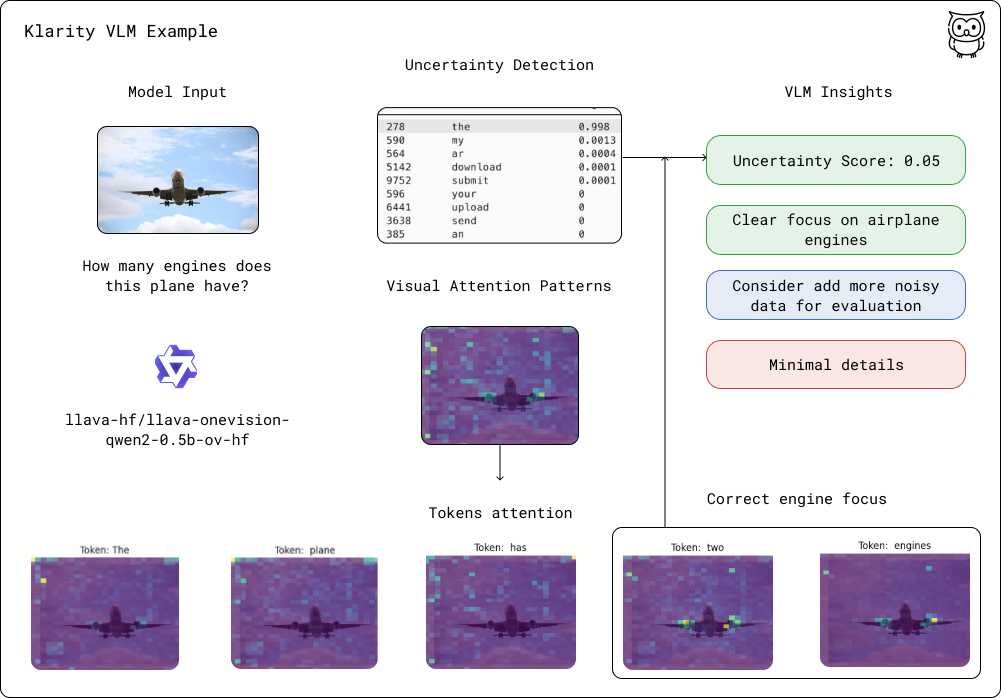 Klarity VLM Example
Model Input
How many engines does
this plane have?
llava-hf/llava-onevision-
qwen2-0.5b-ov-hf
Uncertainty Detection
278 the 0.998
590 my 0.0013
564 ar 0.0004
5142 download 0.0001
9752 submit 0.0001
596 your 0
6441 upload 0
3638 send 0
385 an 0
Visual Attention Patterns
Tokens attention
VLM Insights
Uncertainty Score: 0.05
Clear focus on airplane
engines
Consider add more noisy
data for evaluation
Minimal details
Correct engine focus
Token: The
Token: plane
Token: has
Token: two
Token: engines